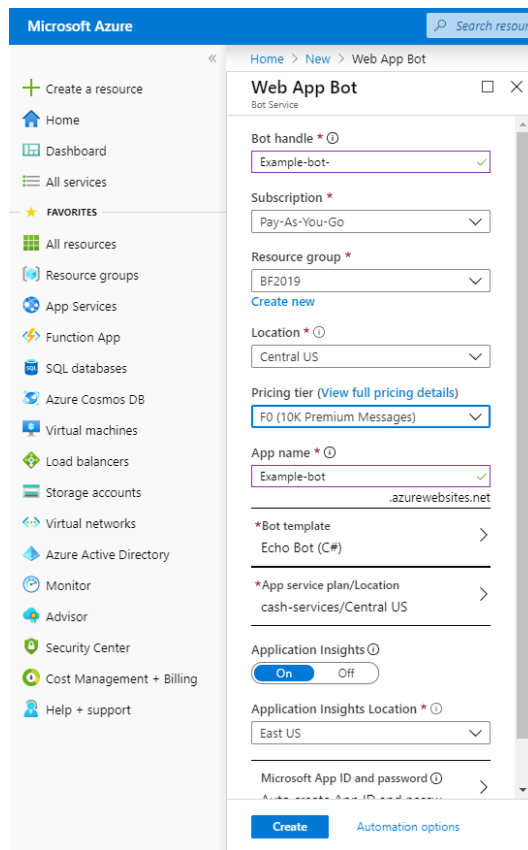 Microsoft Azure
Search resour
Create a resource
Home
Dashboard
All services
FAVORITES
All resources
Resource groups
App Services
Function App
SQL databases
Azure Cosmos DB
Virtual machines
Load balancers
Storage accounts
Virtual networks
Azure Active Directory
Monitor
Advisor
Security Center
Cost Management + Billing
Help + support
Home > New > Web App Bot
Web App Bot
Bot Service
Bot handle *
Example-bot-
Subscription *
Pay-As-You-Go
Resource group *
BF2019
Create new
Location *
Central US
Pricing tier (View full pricing details)
F0 (10K Premium Messages)
App name *
Example-bot
.azurewebsites.net
*Bot template
Echo Bot (C#)
*App service plan/Location
cash-services/Central US
Application Insights
On Off
Application Insights Location *
East US
Microsoft App ID and password
Auto create App ID and passw
Create Automation options